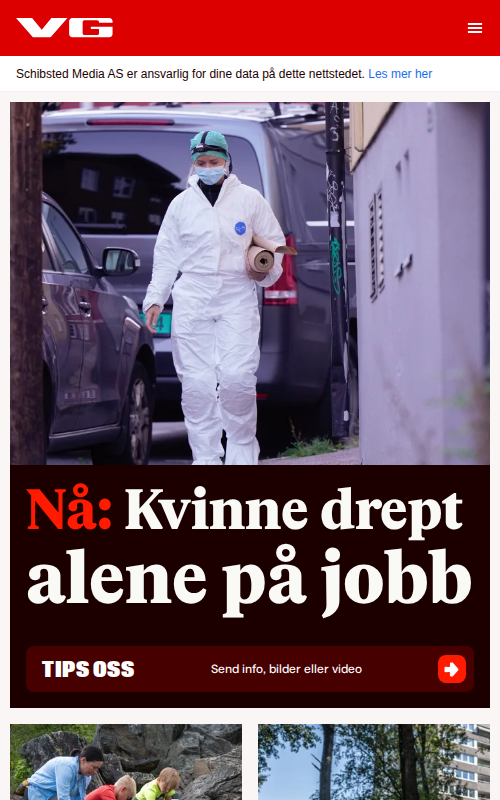 VG
Schibsted Media AS er ansvarlig for dine data på dette nettstedet. Les mer her
Nå: Kvinne drept
alene på jobb
TIPS OSS
Send info, bilder eller video